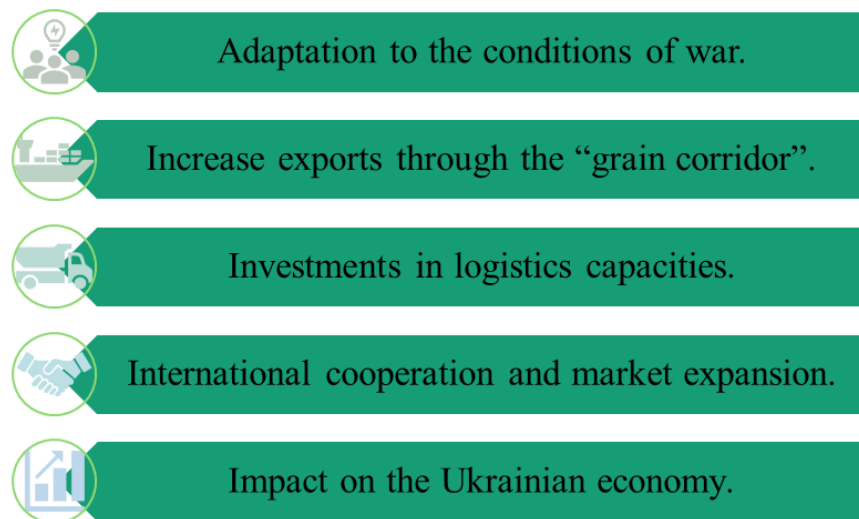 Adaptation to the conditions of war.
Increase exports through the “grain corridor”.
Investments in logistics capacities.
International cooperation and market expansion.
Impact on the Ukrainian economy.